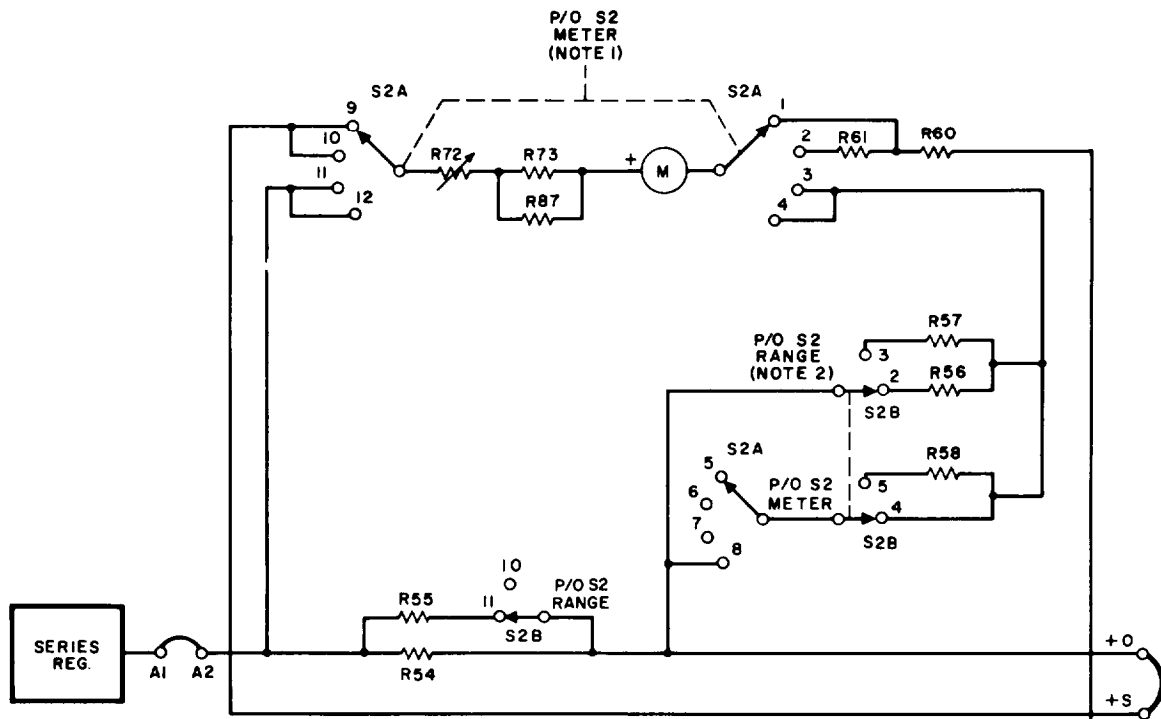 P/O S2
METER
(NOTE 1)
S2A
S2A
9
10
11
12
R72
R73
R87
+
M
1
2
3
4
R61
R60
P/O S2
RANGE
(NOTE 2)
3
R57
2
R56
S2B
S2A
5
6
7
8
P/O S2
METER
5
R58
4
S2B
10
11
P/O S2
RANGE
S2B
R55
R54
SERIES
REG.
A1
A2
+O
+S